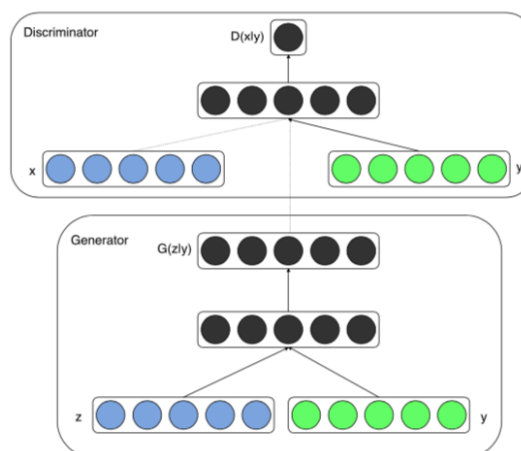 Discriminator
D(x|y)
x
y
Generator
G(z|y)
z
y